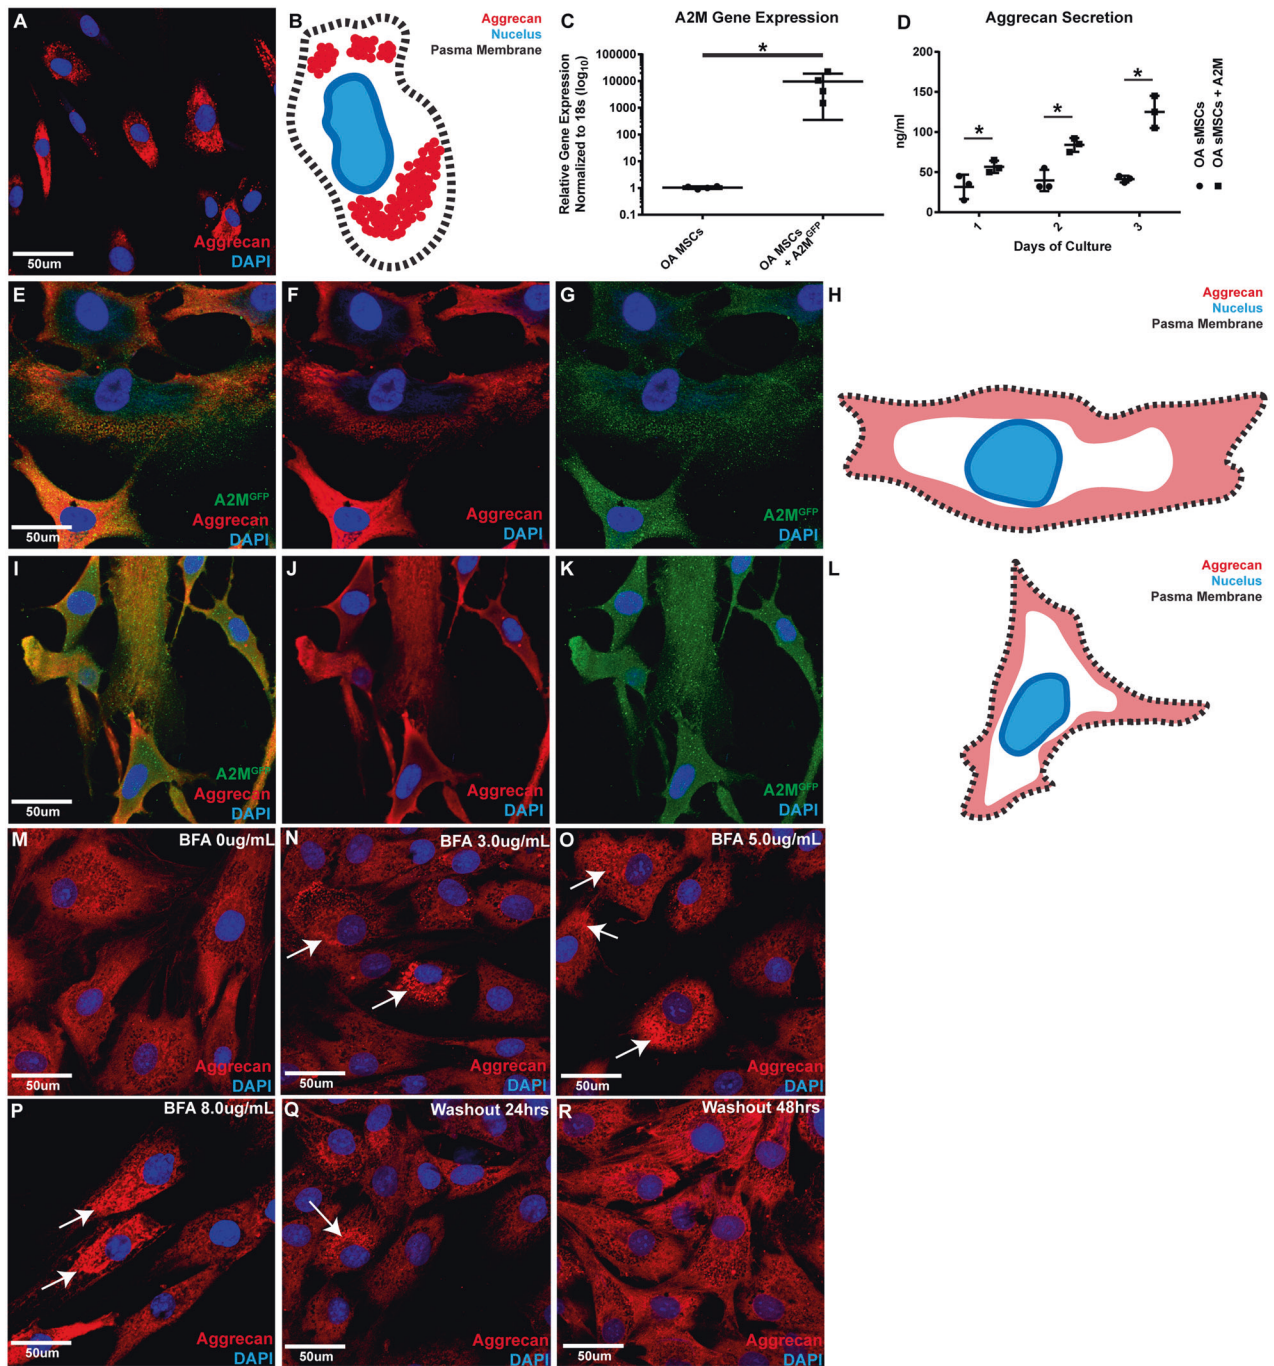 A
Aggrecan
DAPI
50um
B
Aggrecan
Nucelus
Pasma Membrane
C
A2M Gene Expression
Relative Gene Expression
Normalized to 18s (log10)
100000
10000
1000
100
10
1
0.1
*
OA MSCs
OA MSCs
+ A2MGFP
D
Aggrecan Secretion
ng/ml
200
150
100
50
0
*
*
*
1
2
3
Days of Culture
OA sMSCs
OA sMSCs + A2M
E
A2MGFP
Aggrecan
DAPI
50um
F
Aggrecan
DAPI
G
A2MGFP
DAPI
H
Aggrecan
Nucelus
Pasma Membrane
I
A2MGFP
Aggrecan
DAPI
50um
J
Aggrecan
DAPI
K
A2MGFP
DAPI
L
Aggrecan
Nucelus
Pasma Membrane
M
BFA 0ug/mL
Aggrecan
DAPI
50um
N
BFA 3.0ug/mL
Aggrecan
DAPI
50um
O
BFA 5.0ug/mL
Aggrecan
DAPI
50um
P
BFA 8.0ug/mL
Aggrecan
DAPI
50um
Q
Washout 24hrs
Aggrecan
DAPI
50um
R
Washout 48hrs
Aggrecan
DAPI
50um